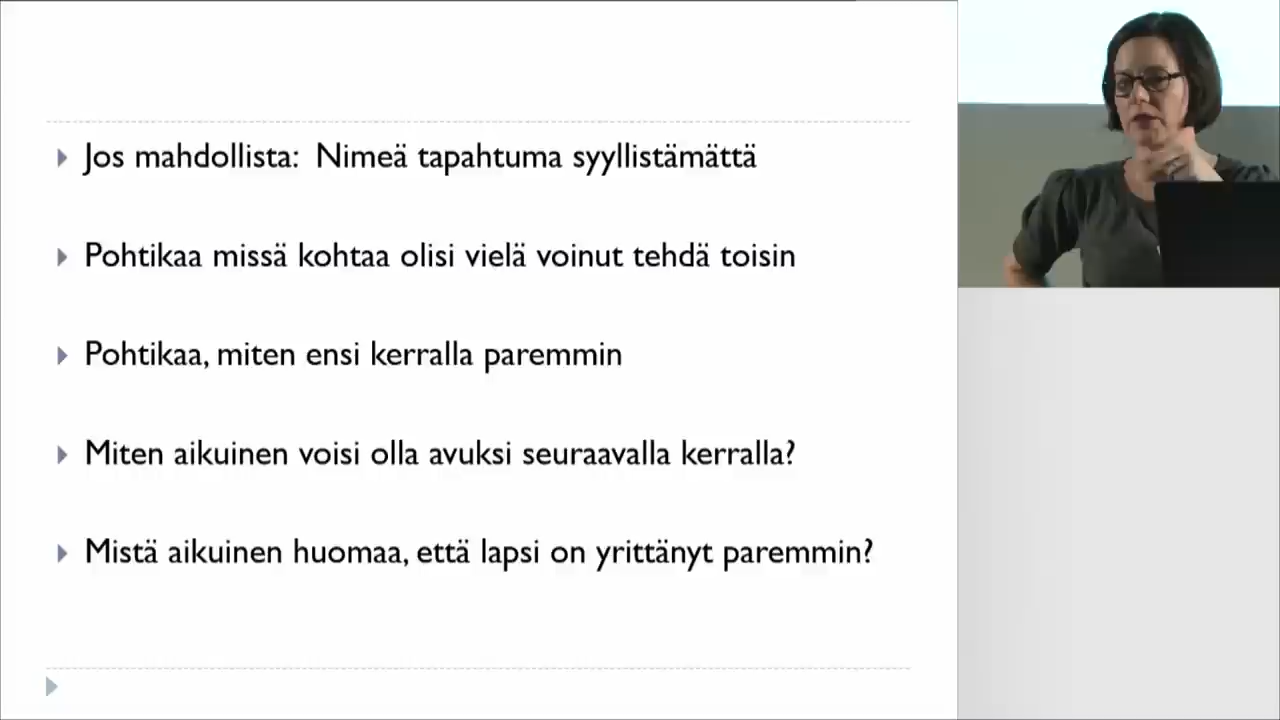 Jos mahdollista:  Nimeä tapahtuma syyllistämättä
Pohtikaa missä kohtaa olisi vielä voinut tehdä toisin
Pohtikaa, miten ensi kerralla paremmin
Miten aikuinen voisi olla avuksi seuraavalla kerralla?
Mistä aikuinen huomaa, että lapsi on yrittänyt paremmin?